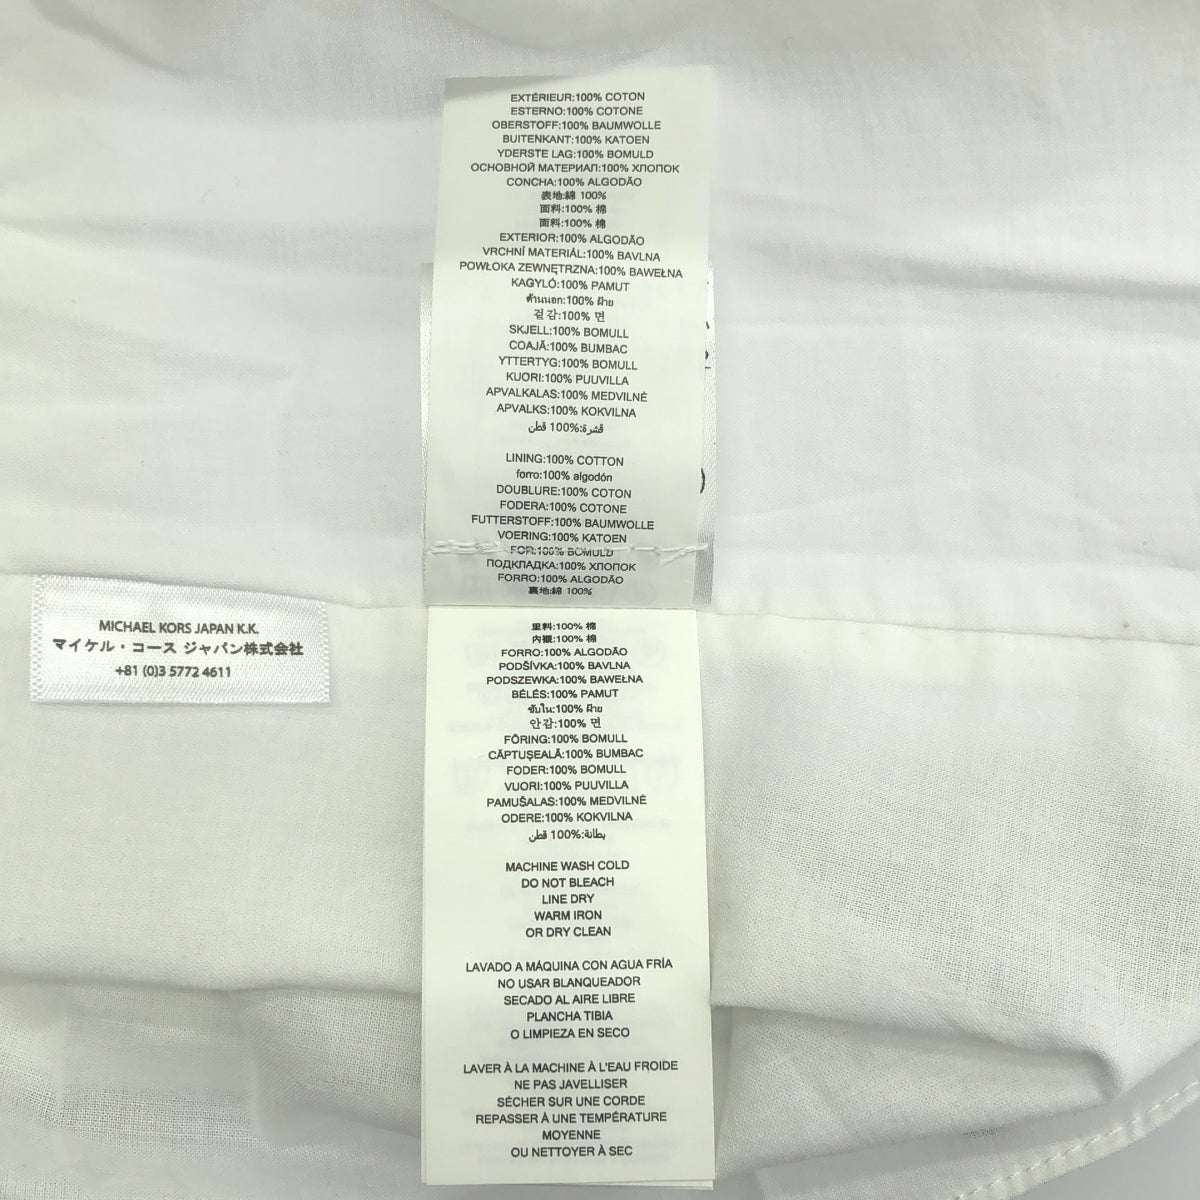 EXTÉRIEUR:100% COTON
ESTERNO:100% COTONE
OBERSTOFF:100% BAUMWOLLE
BUITENKANT:100% KATOEN
YDERSTE LAG:100% BOMULD
ОСНОВНОЙ МАТЕРИАЛ:100% ХЛОПОК
CONCHA:100% ALGODÃO
表地:綿 100%
面料:100% 棉
面料:100% 棉
EXTERIOR:100% ALGODÃO
VRCHNÍ MATERIÁL:100% BAVLNA
POWŁOKA ZEWNĘTRZNA:100% BAWEŁNA
KAGYLÓ:100% PAMUT
ด้านนอก:100% ฝ้าย
겉감:100% 면
SKJELL:100% BOMULL
COAJĂ:100% BUMBAC
YTTERTYG:100% BOMULL
KUORI:100% PUUVILLA
APVALKALAS:100% MEDVILNĖ
APVALKS:100% KOKVILNA
قشرة:100% قطن
LINING:100% COTTON
forro:100% algodón
DOUBLURE:100% COTON
FODERA:100% COTONE
FUTTERSTOFF:100% BAUMWOLLE
VOERING:100% KATOEN
FOR:100% BOMULD
ПОДКЛАДКА:100% ХЛОПОК
FORRO:100% ALGODÃO
裏地:綿 100%
MICHAEL KORS JAPAN K.K.
マイケル・コース ジャパン株式会社
+81 (0)3 5772 4611
里料:100% 棉
内襯:100% 棉
FORRO:100% ALGODÃO
PODŠÍVKA:100% BAVLNA
PODSZEWKA:100% BAWEŁNA
BÉLÉS:100% PAMUT
ซับใน:100% ฝ้าย
안감:100% 면
FÔRING:100% BOMULL
CĂPTUȘEALĂ:100% BUMBAC
FODER:100% BOMULL
VUORI:100% PUUVILLA
PAMUŠALAS:100% MEDVILNĖ
ODERE:100% KOKVILNA
بطانة:100% قطن
MACHINE WASH COLD
DO NOT BLEACH
LINE DRY
WARM IRON
OR DRY CLEAN
LAVADO A MÁQUINA CON AGUA FRÍA
NO USAR BLANQUEADOR
SECADO AL AIRE LIBRE
PLANCHA TIBIA
O LIMPIEZA EN SECO
LAVER À LA MACHINE À L'EAU FROIDE
NE PAS JAVELLISER
SÉCHER SUR UNE CORDE
REPASSER À UNE TEMPÉRATURE
MOYENNE
OU NETTOYER À SEC